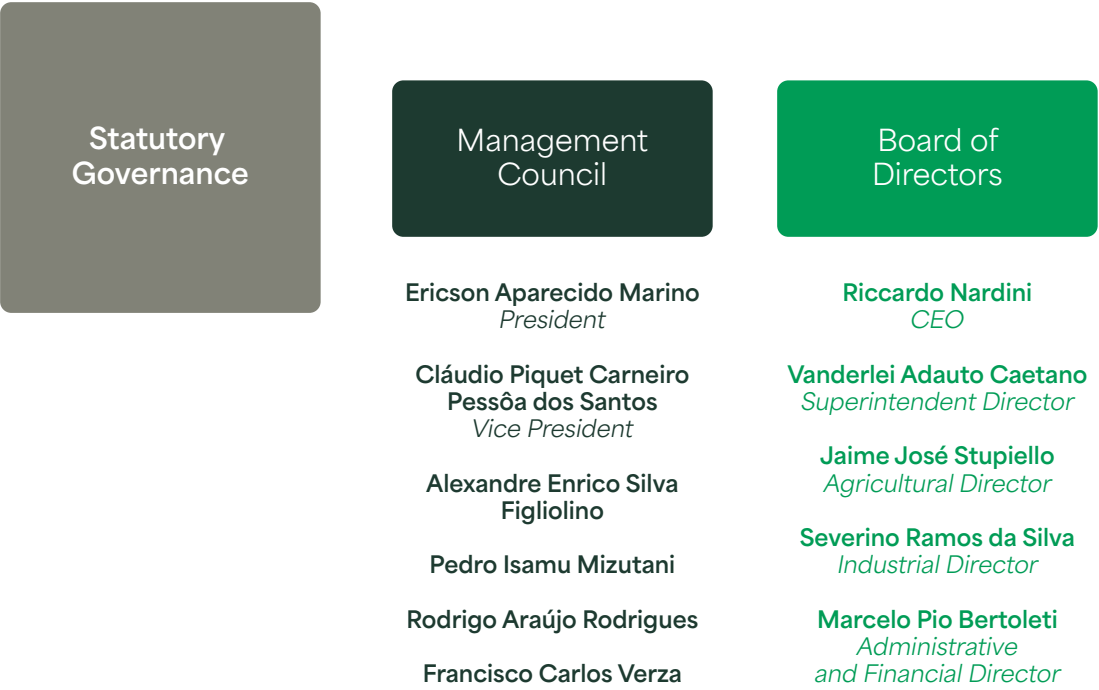 Statutory
Governance
Management
Council
Ericson Aparecido Marino
President
Cláudio Piquet Carneiro
Pessôa dos Santos
Vice President
Alexandre Enrico Silva
Figliolino
Pedro Isamu Mizutani
Rodrigo Araújo Rodrigues
Francisco Carlos Verza
Board of
Directors
Riccardo Nardini
CEO
Vanderlei Adauto Caetano
Superintendent Director
Jaime José Stupiello
Agricultural Director
Severino Ramos da Silva
Industrial Director
Marcelo Pio Bertoleti
Administrative
and Financial Director